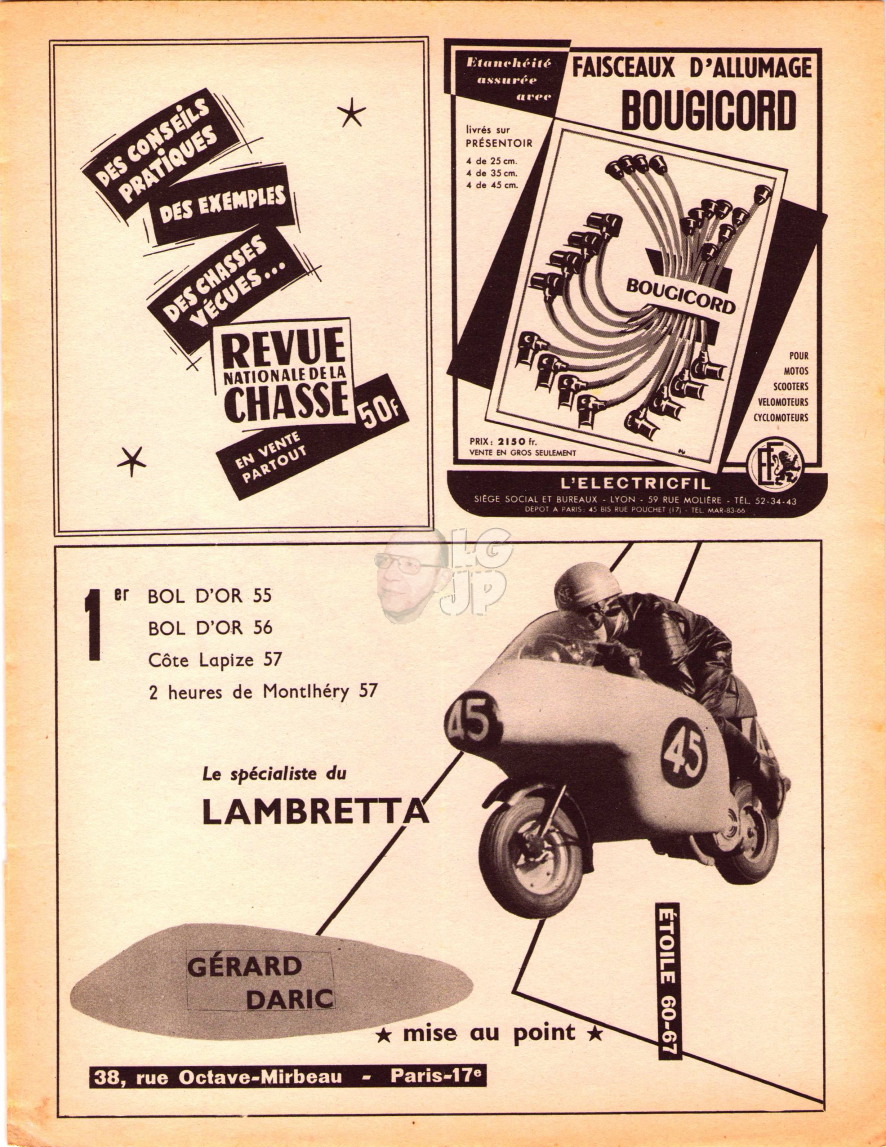 DES CONSEILS
PRATIQUES
DES EXEMPLES
DES CHASSES
VÉCUES...
REVUE
NATIONALE DE LA
CHASSE
50F
EN VENTE
PARTOUT
Etanchéité
assurée
avec
FAISCEAUX D'ALLUMAGE
BOUGICORD
livrés sur
PRÉSENTOIR
4 de 25 cm.
4 de 35 cm.
4 de 45 cm.
BOUGICORD
POUR
MOTOS
SCOOTERS
VELOMOTEURS
CYCLOMOTEURS
PRIX : 2150 fr.
VENTE EN GROS SEULEMENT
L'ELECTRICFIL
SIÈGE SOCIAL ET BUREAUX - LYON - 59 RUE MOLIÈRE - TÉL. 52-34-43
DEPOT A PARIS : 45 BIS RUE POUCHET (17) - TEL. MAR-83-66
LG
JP
1er BOL D'OR 55
BOL D'OR 56
Côte Lapize 57
2 heures de Montlhéry 57
45
45
Le spécialiste du
LAMBRETTA
GÉRARD
DARIC
★ mise au point ★
ÉTOILE 60-67
38, rue Octave-Mirbeau - Paris-17e